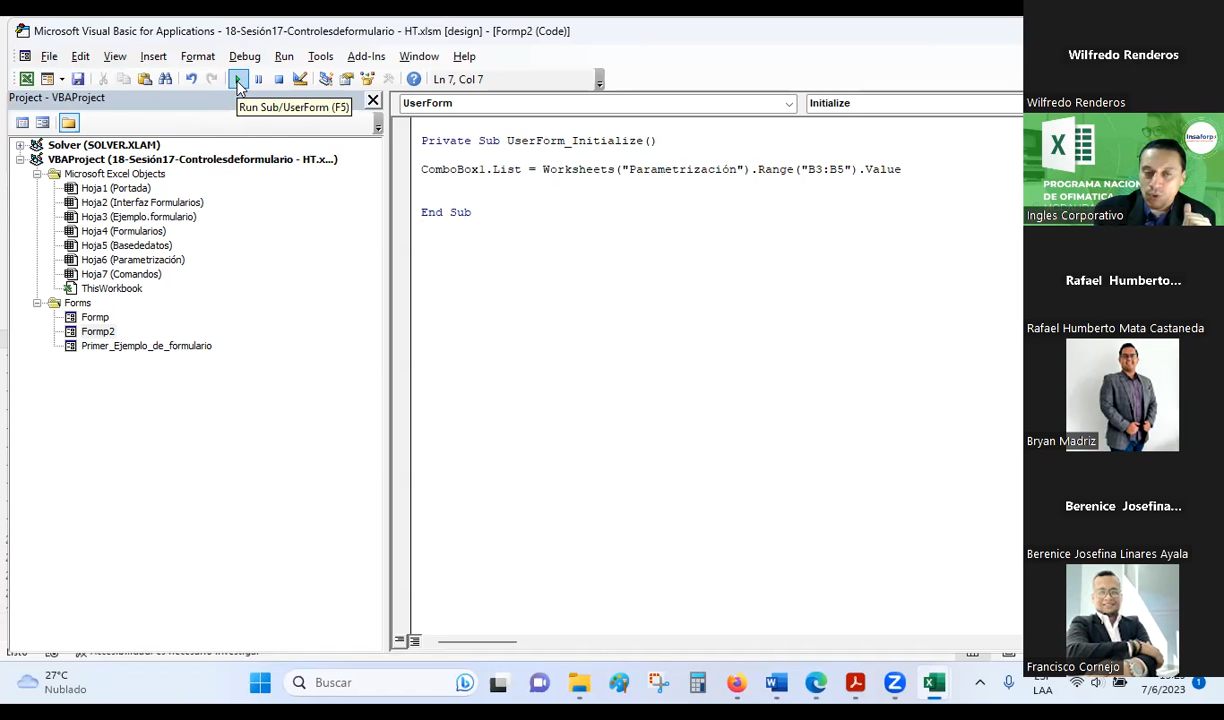 Microsoft Visual Basic for Applications - 18-Sesión17-Controlesdeformulario - HT.xlsm [design] - [Formp2 (Code)]
File Edit View Insert Format Debug Run Tools Add-Ins Window Help
Ln 7, Col 7
Project - VBAProject
Run Sub/UserForm (F5)
UserForm
Initialize
Solver (SOLVER.XLAM)
VBAProject (18-Sesión17-Controlesdeformulario - HT.x...)
Microsoft Excel Objects
Hoja1 (Portada)
Hoja2 (Interfaz Formularios)
Hoja3 (Ejemplo.formulario)
Hoja4 (Formularios)
Hoja5 (Basededatos)
Hoja6 (Parametrización)
Hoja7 (Comandos)
ThisWorkbook
Forms
Formp
Formp2
Primer_Ejemplo_de_formulario
Private Sub UserForm_Initialize()
ComboBox1.List = Worksheets("Parametrización").Range("B3:B5").Value
End Sub
Wilfredo Renderos
Wilfredo Renderos
Insaforp
PROGRAMA NACIO
DE OFIMATICA
Ingles Corporativo
Rafael Humberto...
Rafael Humberto Mata Castaneda
Bryan Madriz
Berenice Josefina...
Berenice Josefina Linares Ayala
Francisco Cornejo
27°C
Nublado
Buscar
LAA
7/6/2023
1